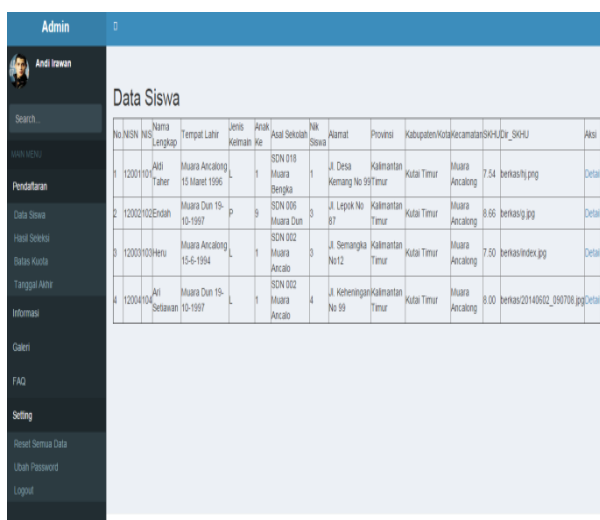 Admin
Andi Irawan
Search...
MAIN MENU
Pendaftaran
Data Siswa
Hasil Seleksi
Batas Kuota
Tanggal Akhir
Informasi
Galeri
FAQ
Setting
Reset Semua Data
Ubah Password
Logout
Data Siswa
No NISN NIS Nama Lengkap Tempat Lahir Jenis Kelmain Anak Ke Asal Sekolah Nik Siswa Alamat Provinsi Kabupaten/Kota Kecamatan SKHU Dir_SKHU Aksi
1 12001 101 Aldi Taher Muara Ancalong 15 Maret 1996 L 1 SDN 018 Muara Bengka 1 Jl. Desa Kemang No 99 Kalimantan Timur Kutai Timur Muara Ancalong 7.54 berkas/hj.png Detail
2 12002 102 Endah Muara Dun 19-10-1997 P 9 SDN 006 Muara Dun 3 Jl. Lepok No 87 Kalimantan Timur Kutai Timur Muara Ancalong 8.66 berkas/g.jpg Detail
3 12003 103 Heru Muara Ancalong 15-6-1994 L 1 SDN 002 Muara Ancalo 3 Jl. Semangka No12 Kalimantan Timur Kutai Timur Muara Ancalong 7.50 berkas/index.jpg Detail
4 12004 104 Ari Setiawan Muara Dun 19-10-1997 L 1 SDN 002 Muara Ancalo 4 Jl. Keheningan No 99 Kalimantan Timur Kutai Timur Muara Ancalong 8.00 berkas/20140602_090708.jpg Detail